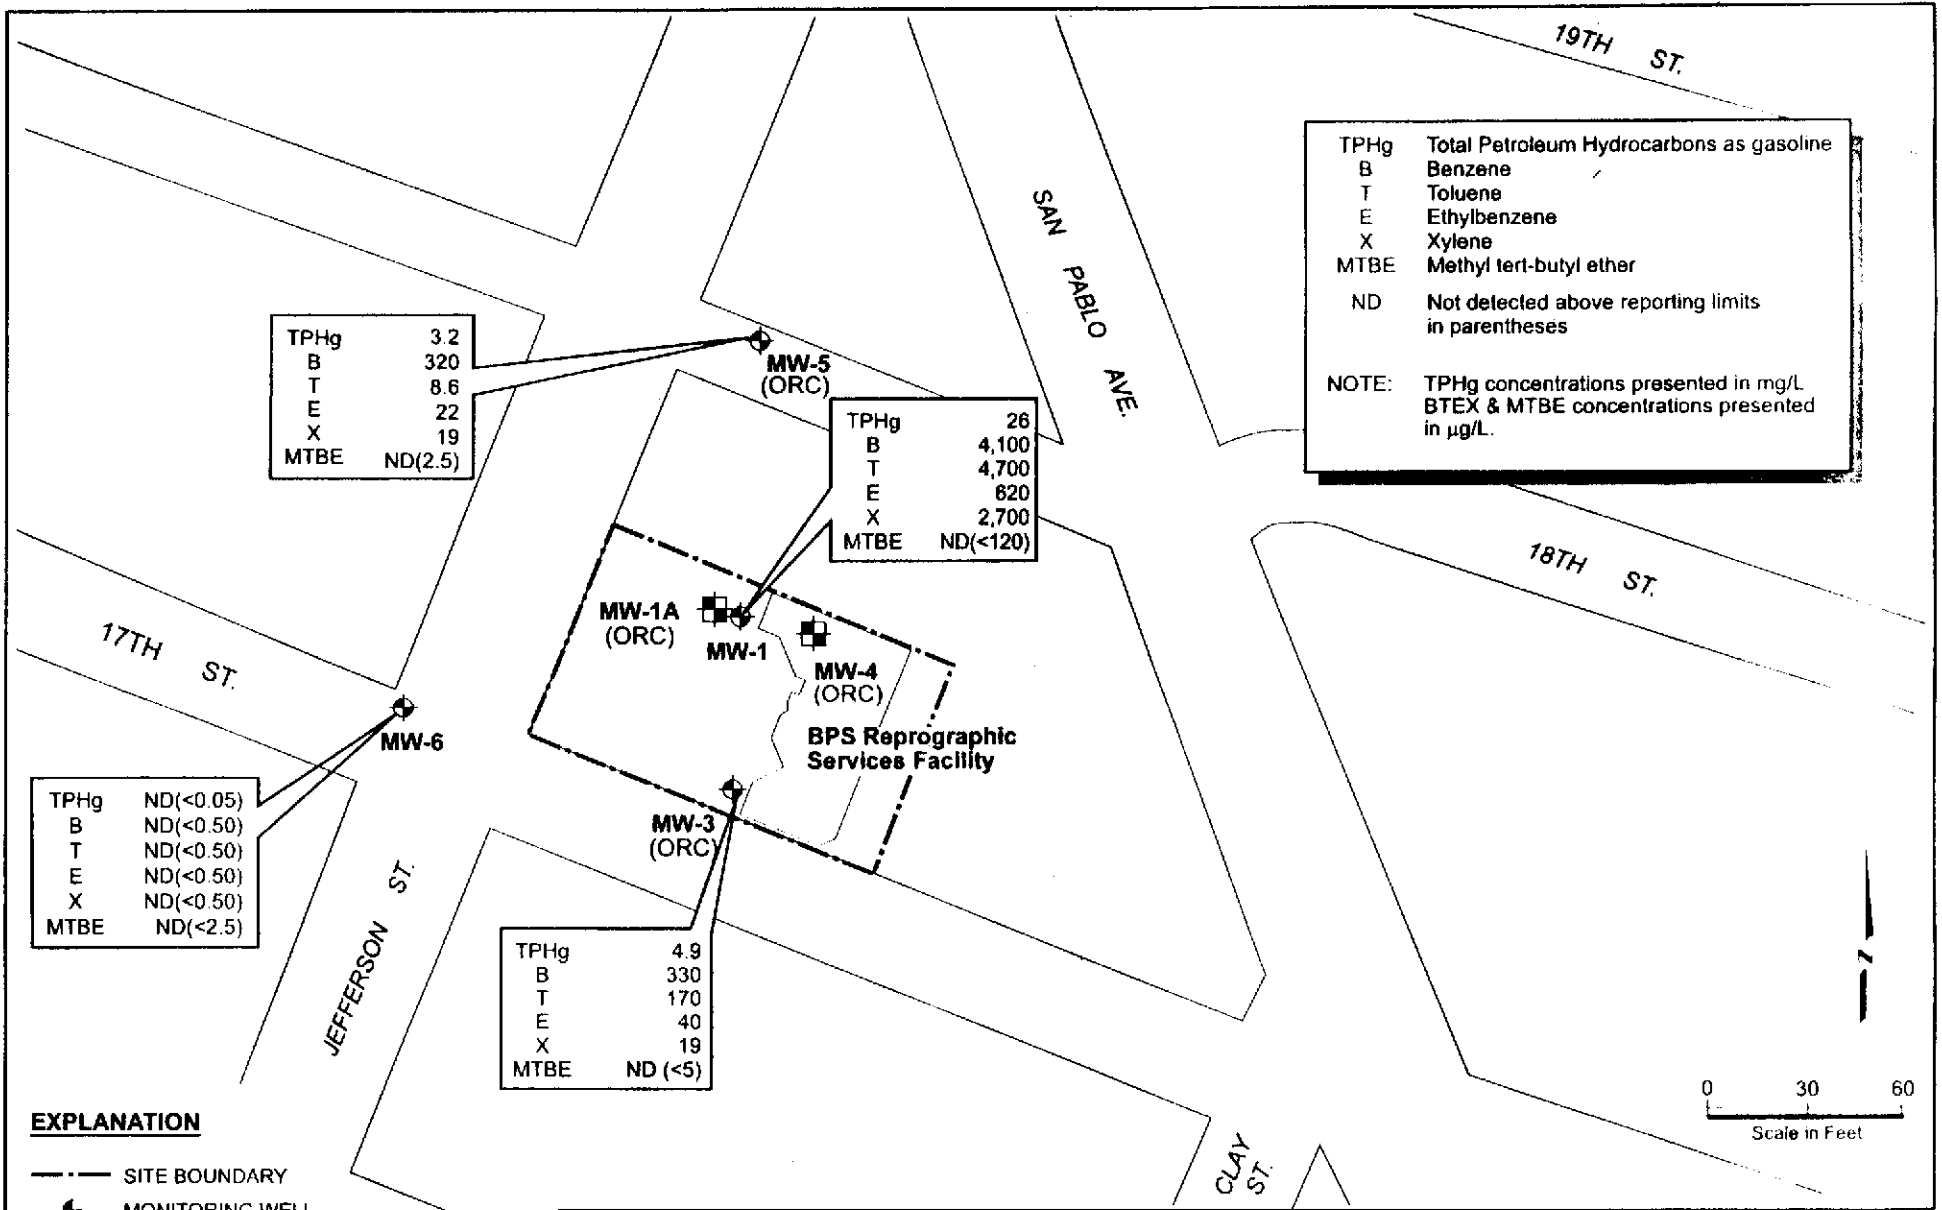 19TH ST.
TPHg Total Petroleum Hydrocarbons as gasoline
B Benzene
T Toluene
E Ethylbenzene
X Xylene
MTBE Methyl tert-butyl ether
ND Not detected above reporting limits
in parentheses
NOTE: TPHg concentrations presented in mg/L
BTEX & MTBE concentrations presented
in µg/L.
SAN PABLO AVE.
TPHg 3.2
B 320
T 8.6
E 22
X 19
MTBE ND(2.5)
MW-5
(ORC)
TPHg 26
B 4,100
T 4,700
E 620
X 2,700
MTBE ND(<120)
18TH ST.
MW-1A
(ORC)
MW-1
MW-4
(ORC)
17TH ST.
MW-6
BPS Reprographic
Services Facility
TPHg ND(<0.05)
B ND(<0.50)
T ND(<0.50)
E ND(<0.50)
X ND(<0.50)
MTBE ND(<2.5)
MW-3
(ORC)
JEFFERSON ST.
TPHg 4.9
B 330
T 170
E 40
X 19
MTBE ND (<5)
N
0 30 60
Scale in Feet
CLAY
ST.
EXPLANATION
SITE BOUNDARY
MONITORING WELL